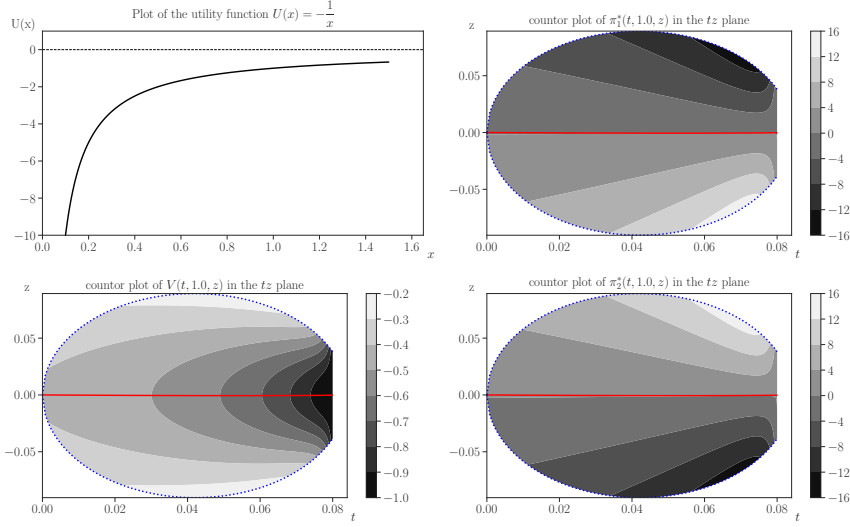 Plot of the utility function U(x) = −1/x
U(x)
0
−2
−4
−6
−8
−10
0.0 0.2 0.4 0.6 0.8 1.0 1.2 1.4 1.6
x
countor plot of π₁*(t, 1.0, z) in the tz plane
z
0.05
0.00
−0.05
0.00 0.02 0.04 0.06 0.08
t
16
12
8
4
0
−4
−8
−12
−16
countor plot of V(t, 1.0, z) in the tz plane
z
0.05
0.00
−0.05
0.00 0.02 0.04 0.06 0.08
t
−0.2
−0.3
−0.4
−0.5
−0.6
−0.7
−0.8
−0.9
−1.0
countor plot of π₂*(t, 1.0, z) in the tz plane
z
0.05
0.00
−0.05
0.00 0.02 0.04 0.06 0.08
t
16
12
8
4
0
−4
−8
−12
−16